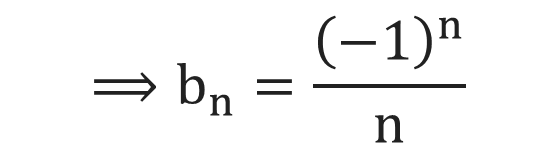 ⟹ bₙ = (−1)ⁿ / n